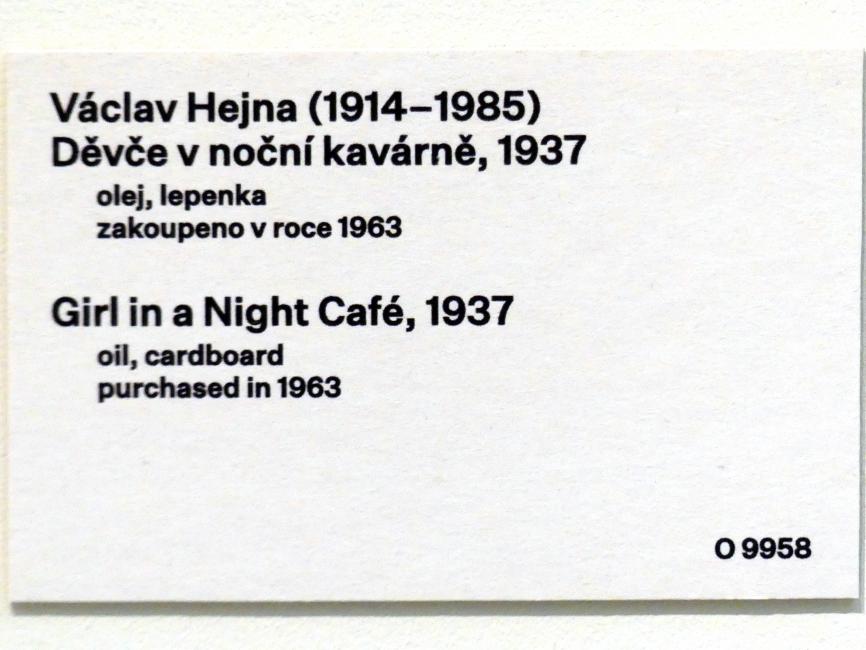 Václav Hejna (1914–1985)
Děvče v noční kavárně, 1937
olej, lepenka
zakoupeno v roce 1963
Girl in a Night Café, 1937
oil, cardboard
purchased in 1963
O 9958